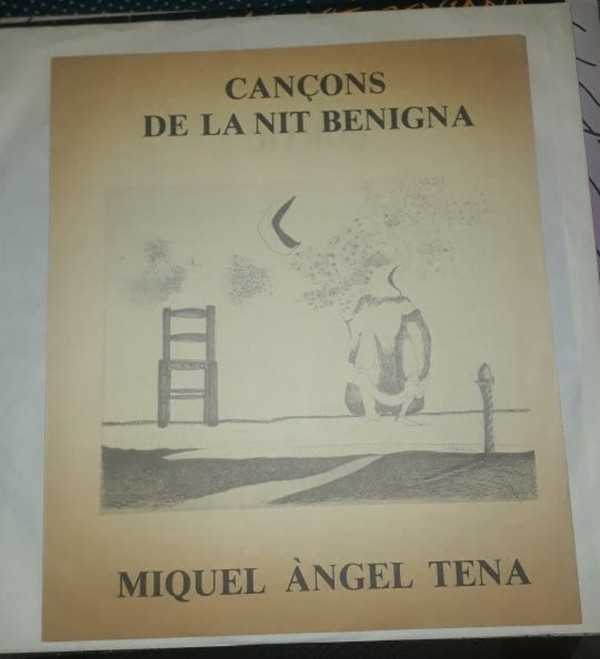 CANÇONS
DE LA NIT BENIGNA
MIQUEL ÀNGEL TENA